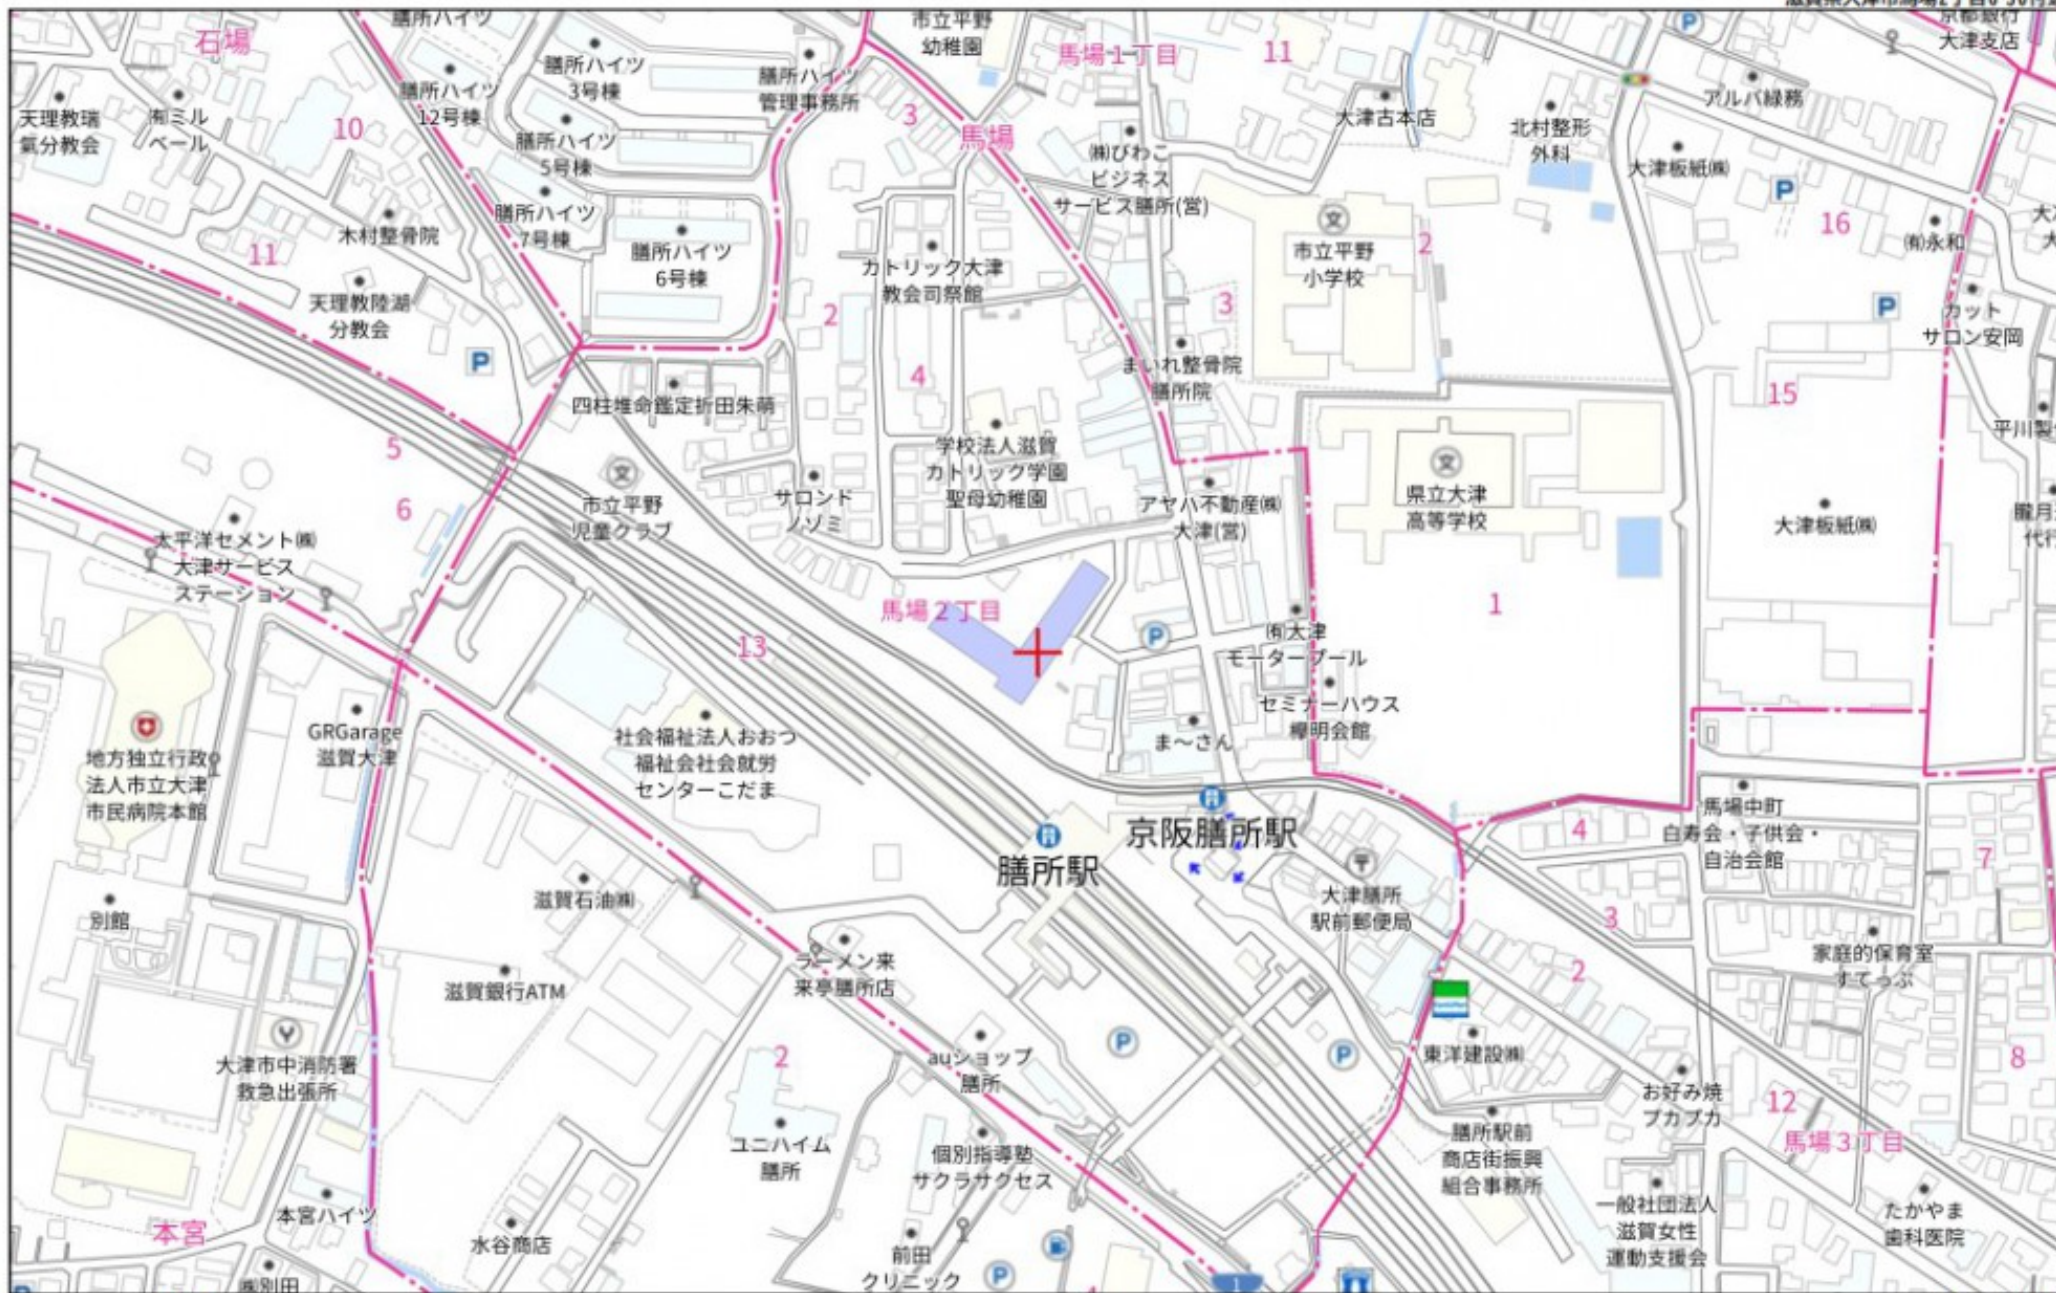 膳所ハイツ
市立平野
幼稚園
京都銀行
大津支店
石場
馬場1丁目
11
膳所ハイツ
3号棟
膳所ハイツ
管理事務所
膳所ハイツ
12号棟
天理教瑞
氣分教会
㈲ミル
ベール
10
膳所ハイツ
5号棟
3
馬場
大津古本店
北村整形
外科
アルバ緑務
大津板紙㈱
P
P
㈱びわこ
ビジネス
サービス膳所(営)
膳所ハイツ
7号棟
木村整骨院
11
膳所ハイツ
6号棟
カトリック大津
教会司祭館
文
市立平野
小学校
2
16
㈲永和
天理教陸湖
分教会
2
3
P
カット
サロン安岡
P
4
まいれ整骨院
膳所院
15
四柱堆命鑑定折田朱萌
5
学校法人滋賀
カトリック学園
聖母幼稚園
文
県立大津
高等学校
6
文
市立平野
児童クラブ
サロンド
ノゾミ
アヤハ不動産㈱
大津(営)
大津板紙㈱
太平洋セメント㈱
大津サービス
ステーション
馬場2丁目
1
13
P
㈲大津
モータープール
GRGarage
滋賀大津
地方独立行政
法人市立大津
市民病院本館
社会福祉法人おおつ
福祉会社会就労
センターこだま
ま〜さん
セミナーハウス
欅明会館
京阪膳所駅
膳所駅
馬場中町
白寿会・子供会・
自治会館
4
7
別館
滋賀石油㈱
大津膳所
駅前郵便局
3
家庭的保育室
すてっぷ
滋賀銀行ATM
ラーメン来
来亭膳所店
2
大津市中消防署
救急出張所
2
auショップ
膳所
P
P
東洋建設㈱
8
お好み焼
プカプカ
12
馬場3丁目
ユニハイム
膳所
個別指導塾
サクラサクセス
膳所駅前
商店街振興
組合事務所
本宮
本宮ハイツ
水谷商店
前田
クリニック
P
1
一般社団法人
滋賀女性
運動支援会
たかやま
歯科医院
㈱別田